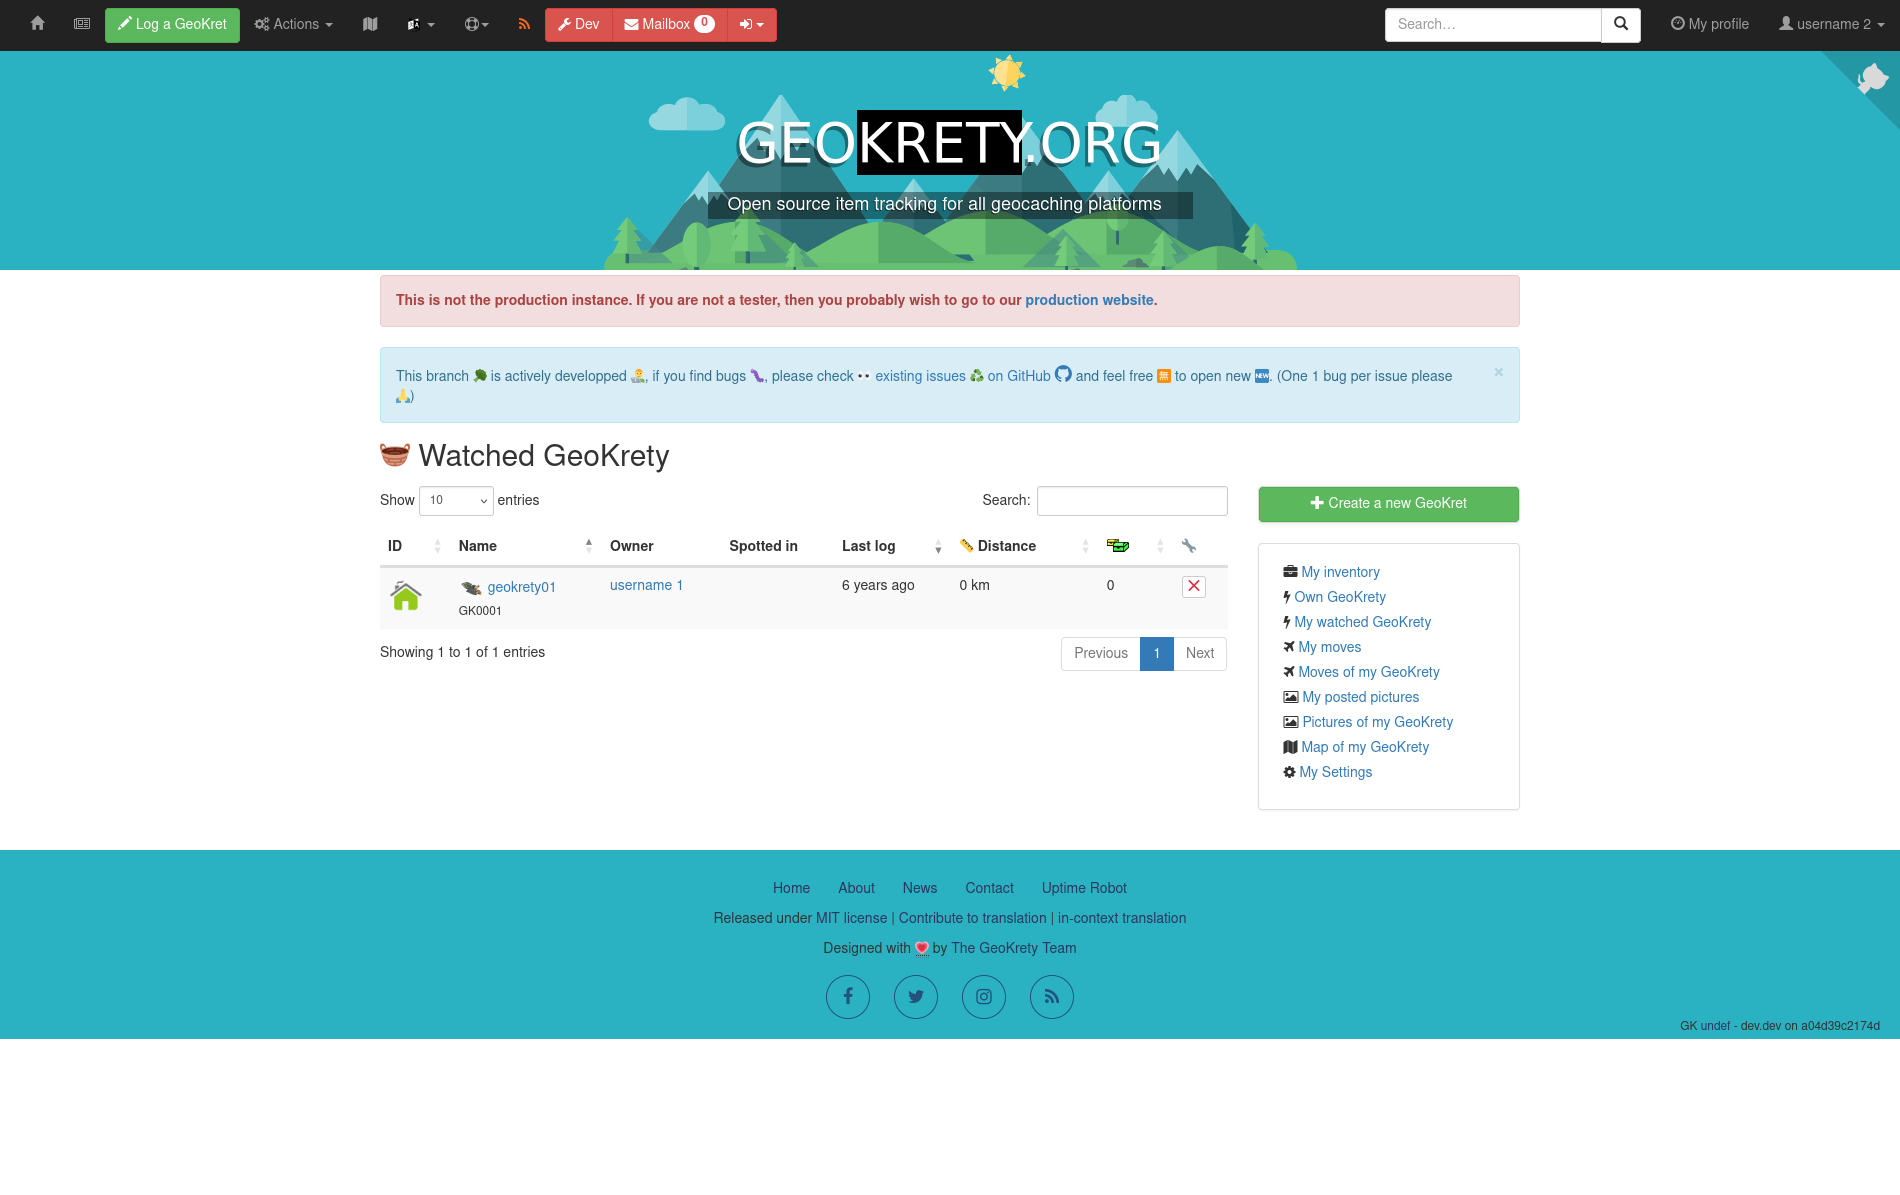 Log a GeoKret Actions Dev Mailbox 0 Search... My profile username 2
GEOKRETY.ORG
Open source item tracking for all geocaching platforms
This is not the production instance. If you are not a tester, then you probably wish to go to our production website.
This branch is actively developped, if you find bugs, please check existing issues on GitHub and feel free to open new. (One 1 bug per issue please
)
Watched GeoKrety
Show 10 entries Search:
ID Name Owner Spotted in Last log Distance
geokrety01 username 1 6 years ago 0 km 0
GK0001
Showing 1 to 1 of 1 entries Previous 1 Next
Create a new GeoKret
My inventory
Own GeoKrety
My watched GeoKrety
My moves
Moves of my GeoKrety
My posted pictures
Pictures of my GeoKrety
Map of my GeoKrety
My Settings
Home About News Contact Uptime Robot
Released under MIT license | Contribute to translation | in-context translation
Designed with by The GeoKrety Team
GK undef - dev.dev on a04d39c2174d